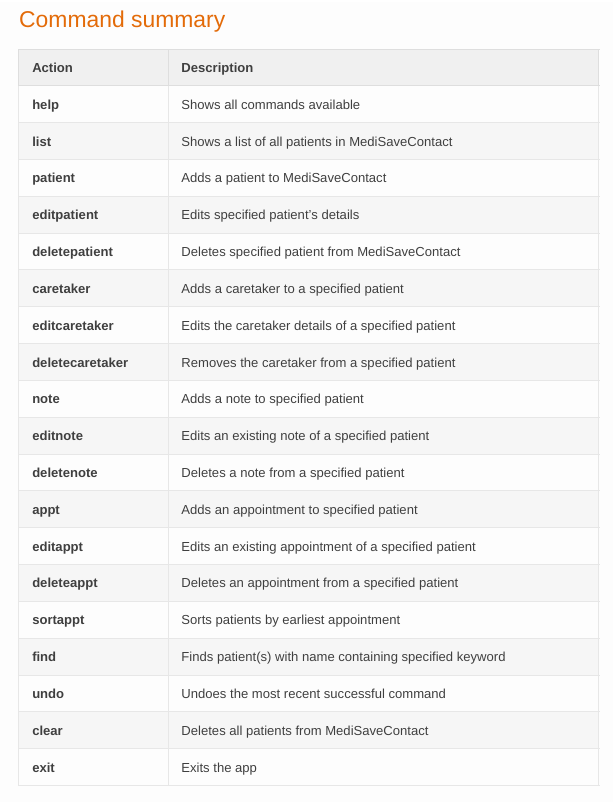 Command summary
Action Description
help Shows all commands available
list Shows a list of all patients in MediSaveContact
patient Adds a patient to MediSaveContact
editpatient Edits specified patient’s details
deletepatient Deletes specified patient from MediSaveContact
caretaker Adds a caretaker to a specified patient
editcaretaker Edits the caretaker details of a specified patient
deletecaretaker Removes the caretaker from a specified patient
note Adds a note to specified patient
editnote Edits an existing note of a specified patient
deletenote Deletes a note from a specified patient
appt Adds an appointment to specified patient
editappt Edits an existing appointment of a specified patient
deleteappt Deletes an appointment from a specified patient
sortappt Sorts patients by earliest appointment
find Finds patient(s) with name containing specified keyword
undo Undoes the most recent successful command
clear Deletes all patients from MediSaveContact
exit Exits the app